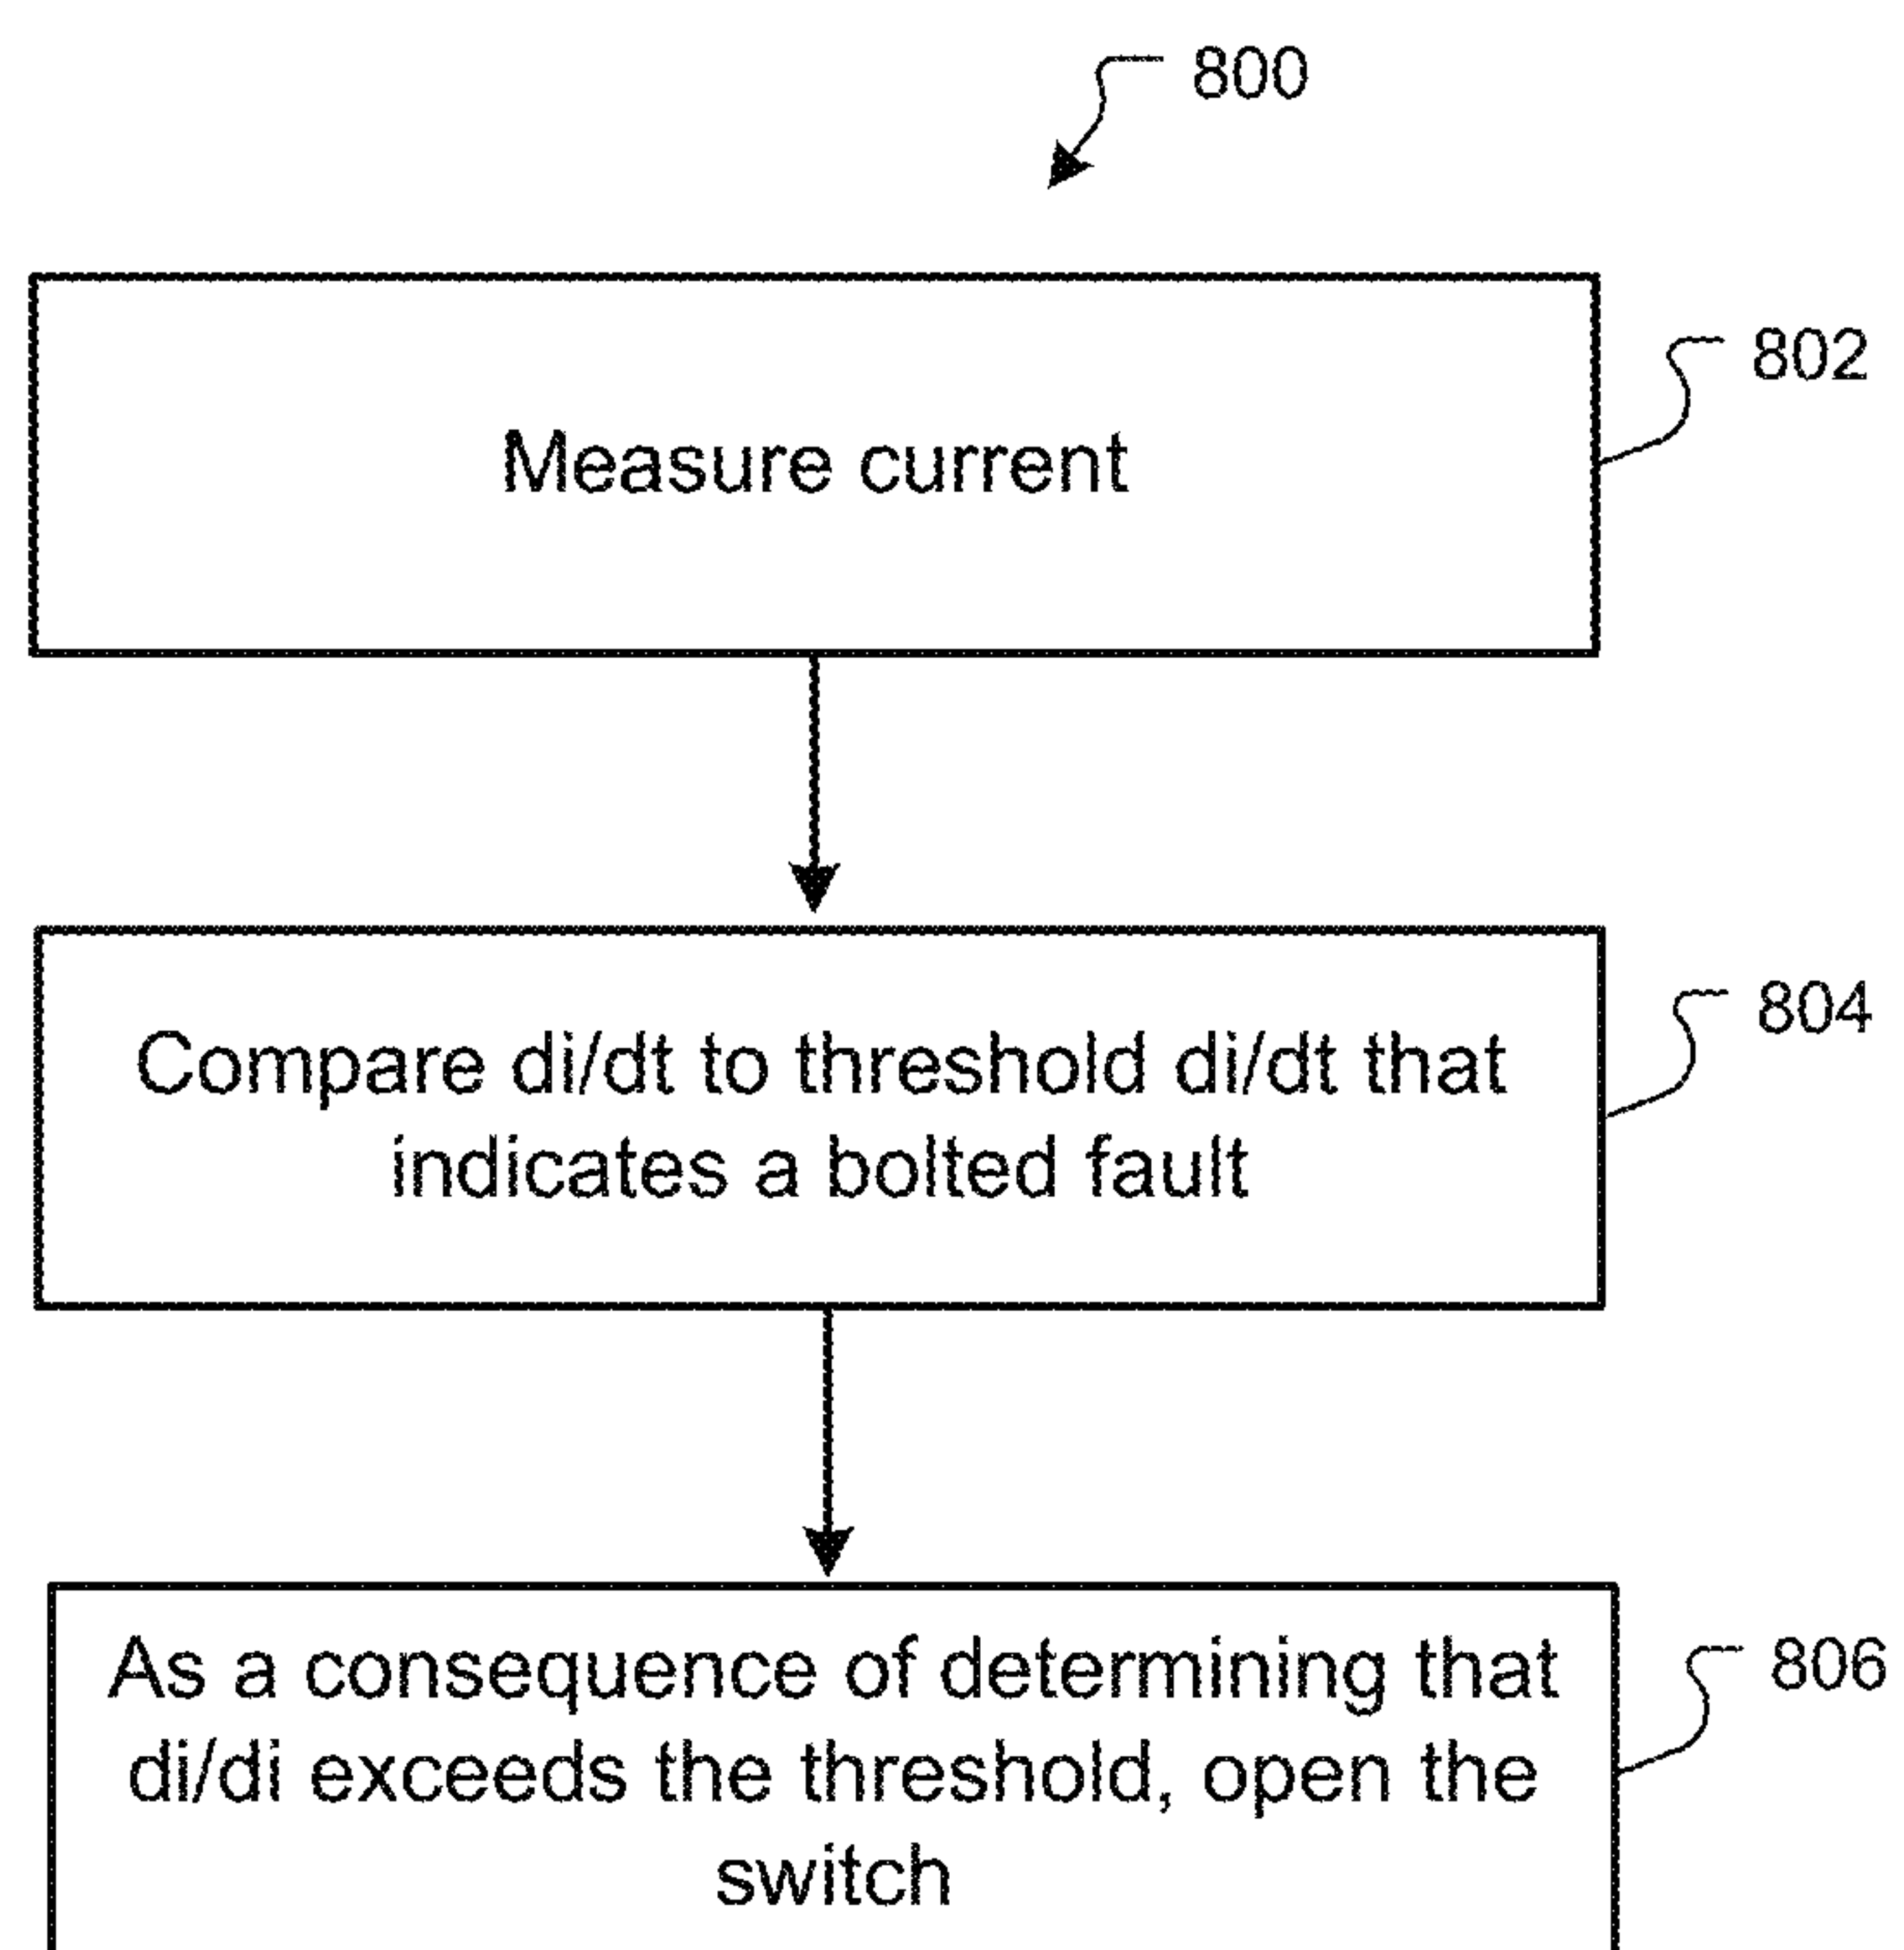 800
Measure current
802
Compare di/dt to threshold di/dt that
indicates a bolted fault
804
As a consequence of determining that
di/di exceeds the threshold, open the
switch
806